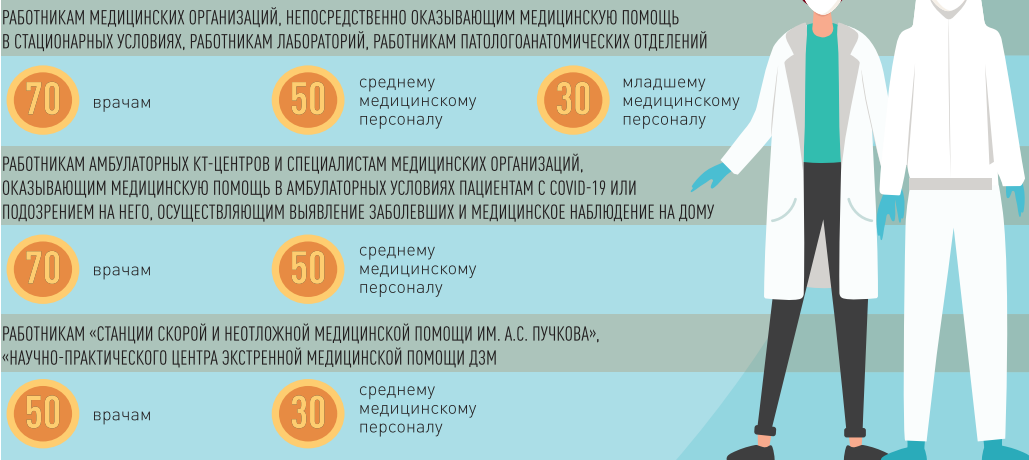 РАБОТНИКАМ МЕДИЦИНСКИХ ОРГАНИЗАЦИЙ, НЕПОСРЕДСТВЕННО ОКАЗЫВАЮЩИМ МЕДИЦИНСКУЮ ПОМОЩЬ
В СТАЦИОНАРНЫХ УСЛОВИЯХ, РАБОТНИКАМ ЛАБОРАТОРИЙ, РАБОТНИКАМ ПАТОЛОГОАНАТОМИЧЕСКИХ ОТДЕЛЕНИЙ
70
врачам
50
среднему
медицинскому
персоналу
30
младшему
медицинскому
персоналу
РАБОТНИКАМ АМБУЛАТОРНЫХ КТ-ЦЕНТРОВ И СПЕЦИАЛИСТАМ МЕДИЦИНСКИХ ОРГАНИЗАЦИЙ,
ОКАЗЫВАЮЩИМ МЕДИЦИНСКУЮ ПОМОЩЬ В АМБУЛАТОРНЫХ УСЛОВИЯХ ПАЦИЕНТАМ С COVID-19 ИЛИ
ПОДОЗРЕНИЕМ НА НЕГО, ОСУЩЕСТВЛЯЮЩИМ ВЫЯВЛЕНИЕ ЗАБОЛЕВШИХ И МЕДИЦИНСКОЕ НАБЛЮДЕНИЕ НА ДОМУ
70
врачам
50
среднему
медицинскому
персоналу
РАБОТНИКАМ «СТАНЦИИ СКОРОЙ И НЕОТЛОЖНОЙ МЕДИЦИНСКОЙ ПОМОЩИ ИМ. А.С. ПУЧКОВА»,
«НАУЧНО-ПРАКТИЧЕСКОГО ЦЕНТРА ЭКСТРЕННОЙ МЕДИЦИНСКОЙ ПОМОЩИ ДЗМ
50
врачам
30
среднему
медицинскому
персоналу